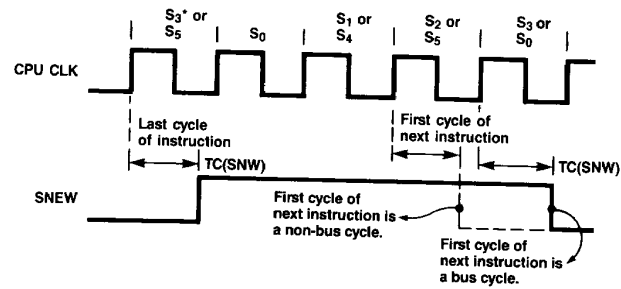 S3* or
S5
S0
S1 or
S4
S2 or
S5
S3 or
S0
CPU CLK
Last cycle
of instruction
First cycle of
next instruction
TC(SNW)
TC(SNW)
SNEW
First cycle of
next instruction is
a non-bus cycle.
First cycle of
next instruction is
a bus cycle.